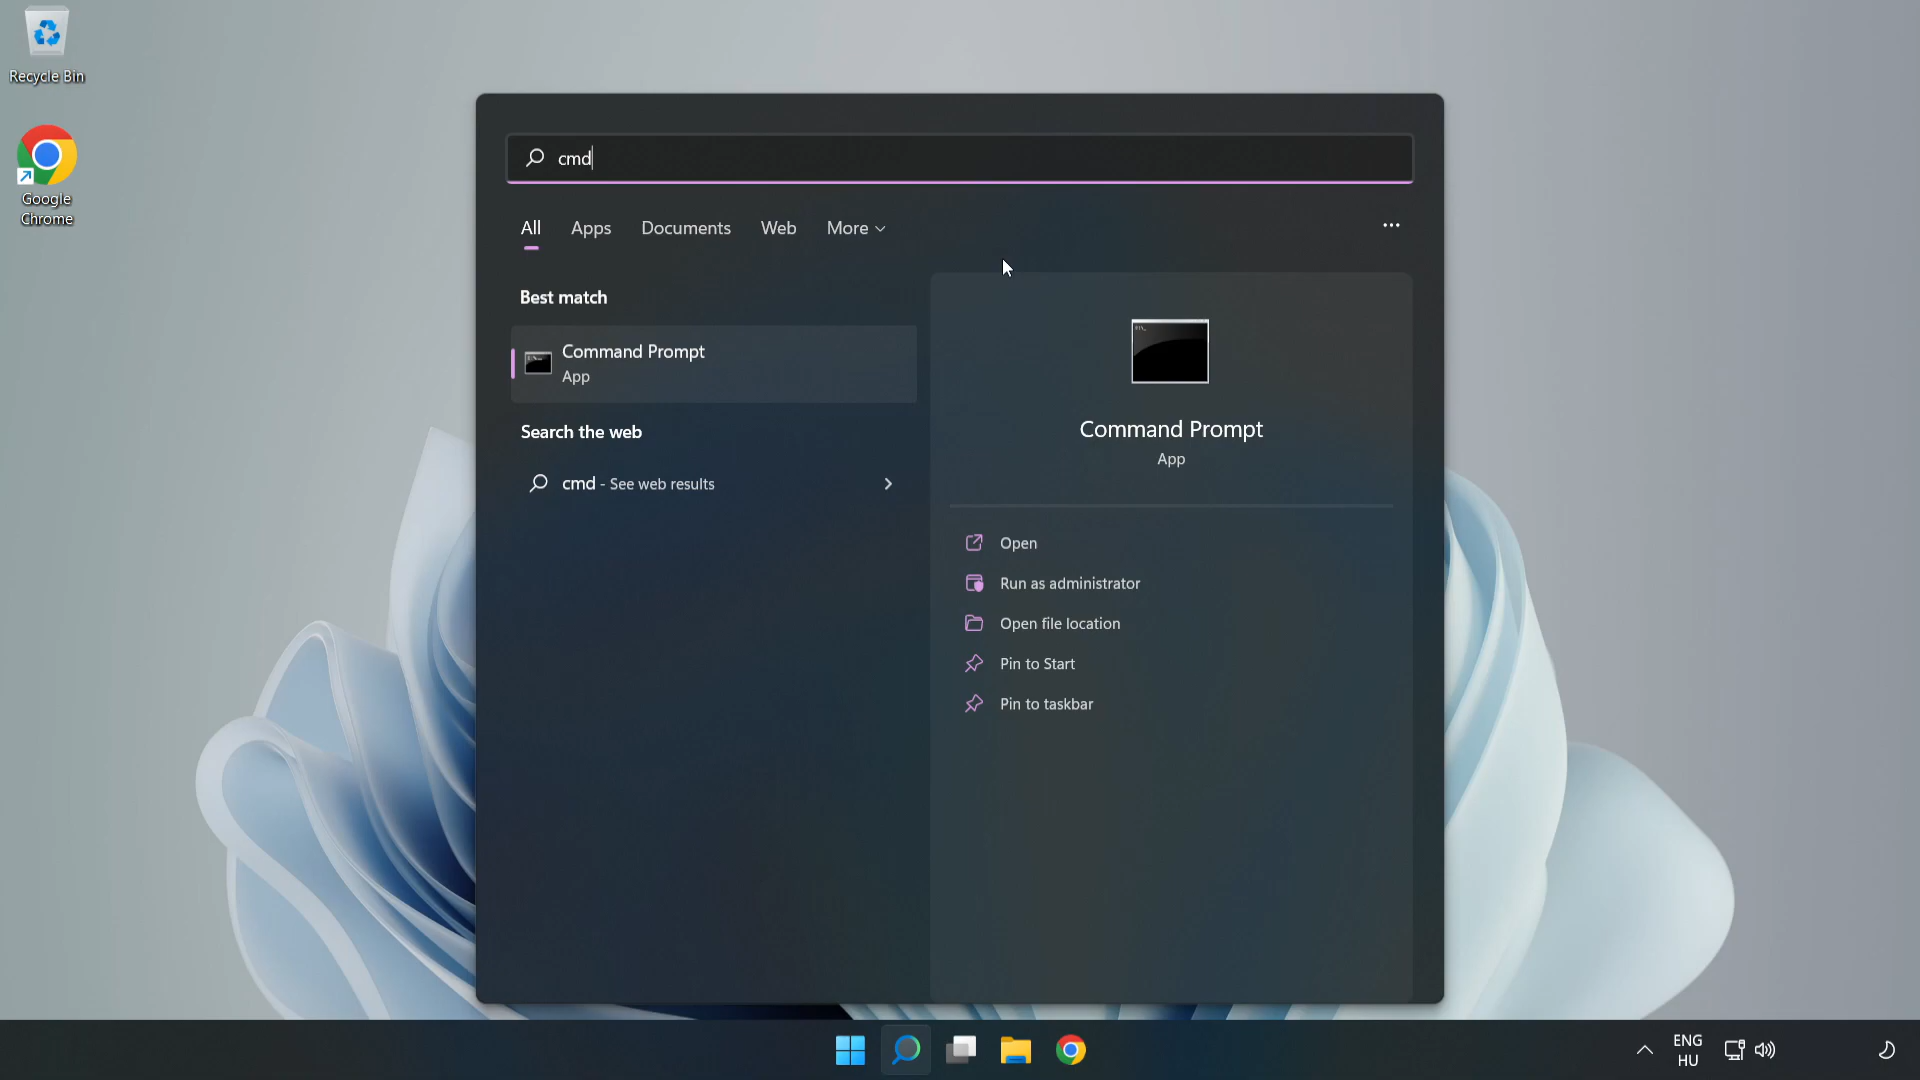 Recycle Bin
Google
Chrome
cmd
All
Apps
Documents
Web
More
Best match
Command Prompt
App
Search the web
cmd - See web results
Command Prompt
App
Open
Run as administrator
Open file location
Pin to Start
Pin to taskbar
ENG
HU